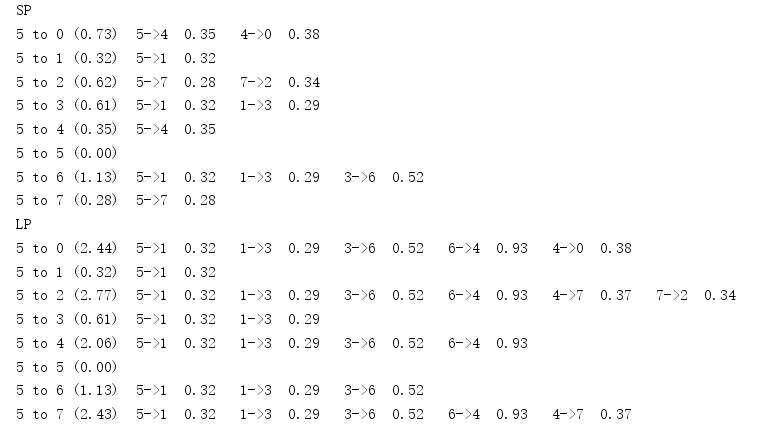 SP
5 to 0 (0.73)  5->4  0.35   4->0  0.38
5 to 1 (0.32)  5->1  0.32
5 to 2 (0.62)  5->7  0.28   7->2  0.34
5 to 3 (0.61)  5->1  0.32   1->3  0.29
5 to 4 (0.35)  5->4  0.35
5 to 5 (0.00)
5 to 6 (1.13)  5->1  0.32   1->3  0.29   3->6  0.52
5 to 7 (0.28)  5->7  0.28
LP
5 to 0 (2.44)  5->1  0.32   1->3  0.29   3->6  0.52   6->4  0.93   4->0  0.38
5 to 1 (0.32)  5->1  0.32
5 to 2 (2.77)  5->1  0.32   1->3  0.29   3->6  0.52   6->4  0.93   4->7  0.37   7->2  0.34
5 to 3 (0.61)  5->1  0.32   1->3  0.29
5 to 4 (2.06)  5->1  0.32   1->3  0.29   3->6  0.52   6->4  0.93
5 to 5 (0.00)
5 to 6 (1.13)  5->1  0.32   1->3  0.29   3->6  0.52
5 to 7 (2.43)  5->1  0.32   1->3  0.29   3->6  0.52   6->4  0.93   4->7  0.37